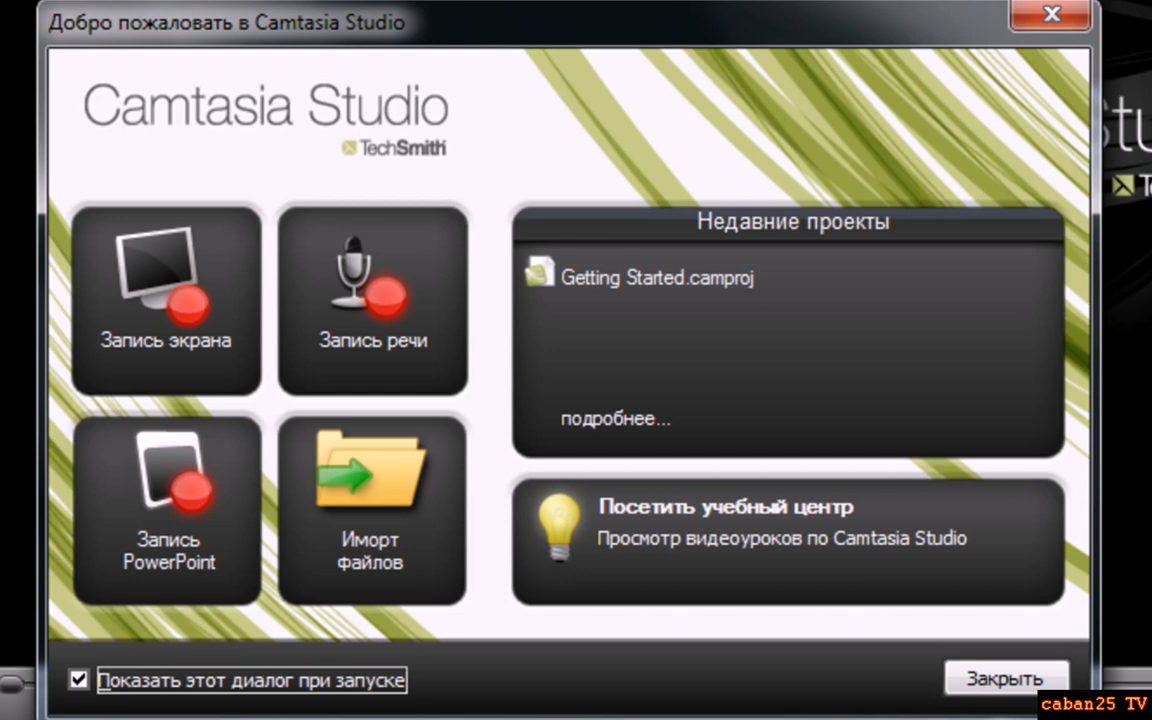 Добро пожаловать в Camtasia Studio
Camtasia Studio
TechSmith
Запись экрана
Запись речи
Запись
PowerPoint
Иморт
файлов
Недавние проекты
Getting Started.camproj
подробнее...
Посетить учебный центр
Просмотр видеоуроков по Camtasia Studio
Показать этот диалог при запуске
Закрыть
caban25 TV